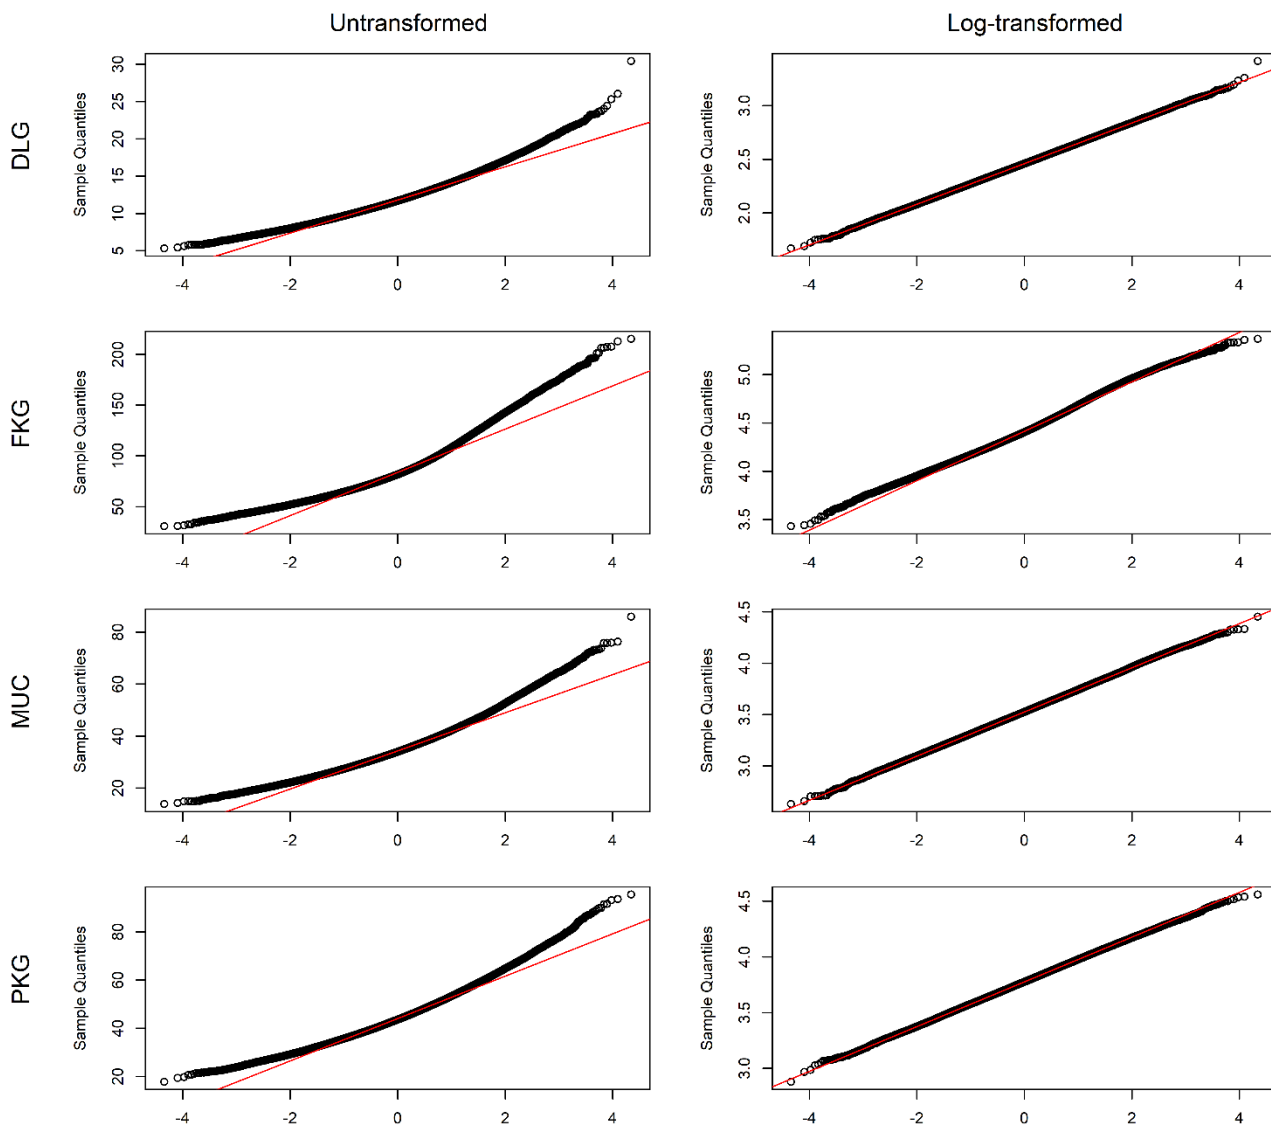 Untransformed
Log-transformed
DLG
Sample Quantiles
5 10 15 20 25 30
-4 -2 0 2 4
Sample Quantiles
2.0 2.5 3.0
-4 -2 0 2 4
FKG
Sample Quantiles
50 100 150 200
-4 -2 0 2 4
Sample Quantiles
3.5 4.0 4.5 5.0
-4 -2 0 2 4
MUC
Sample Quantiles
20 40 60 80
-4 -2 0 2 4
Sample Quantiles
3.0 3.5 4.0 4.5
-4 -2 0 2 4
PKG
Sample Quantiles
20 40 60 80
-4 -2 0 2 4
Sample Quantiles
3.0 3.5 4.0 4.5
-4 -2 0 2 4